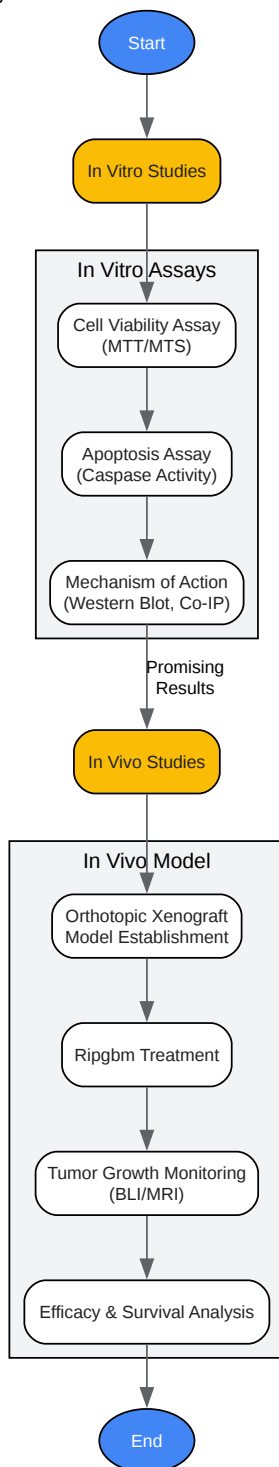 Start
In Vitro Studies
In Vitro Assays
Cell Viability Assay
(MTT/MTS)
Apoptosis Assay
(Caspase Activity)
Mechanism of Action
(Western Blot, Co-IP)
Promising
Results
In Vivo Studies
In Vivo Model
Orthotopic Xenograft
Model Establishment
Ripgbm Treatment
Tumor Growth Monitoring
(BLI/MRI)
Efficacy & Survival Analysis
End